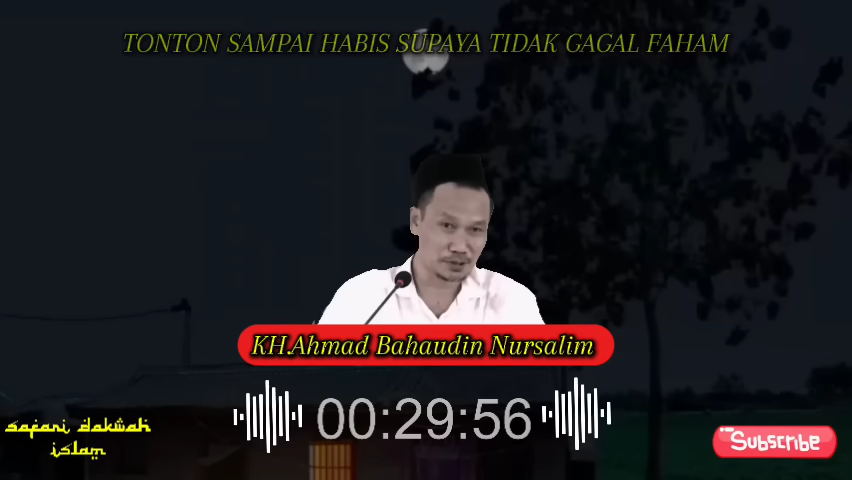 TONTON SAMPAI HABIS SUPAYA TIDAK GAGAL FAHAM
KH.Ahmad Bahaudin Nursalim
00:29:56
safari dakwah
islam
Subscribe